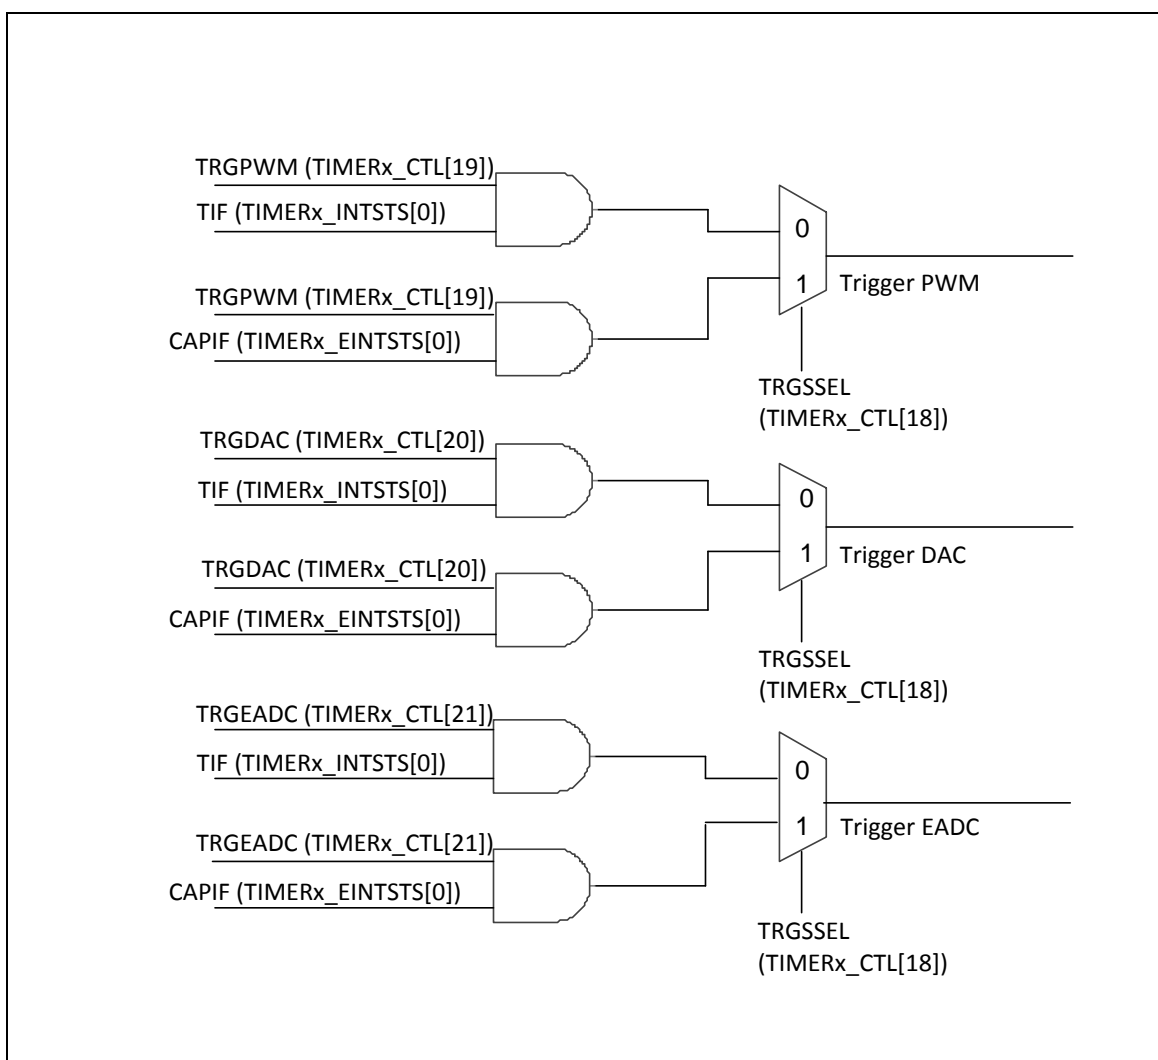 TRGPWM (TIMERx_CTL[19])
TIF (TIMERx_INTSTS[0])
0
TRGPWM (TIMERx_CTL[19])
1
Trigger PWM
CAPIF (TIMERx_EINTSTS[0])
TRGSSEL
(TIMERx_CTL[18])
TRGDAC (TIMERx_CTL[20])
TIF (TIMERx_INTSTS[0])
0
1
Trigger DAC
TRGDAC (TIMERx_CTL[20])
CAPIF (TIMERx_EINTSTS[0])
TRGSSEL
(TIMERx_CTL[18])
TRGEADC (TIMERx_CTL[21])
TIF (TIMERx_INTSTS[0])
0
1
Trigger EADC
TRGEADC (TIMERx_CTL[21])
CAPIF (TIMERx_EINTSTS[0])
TRGSSEL
(TIMERx_CTL[18])